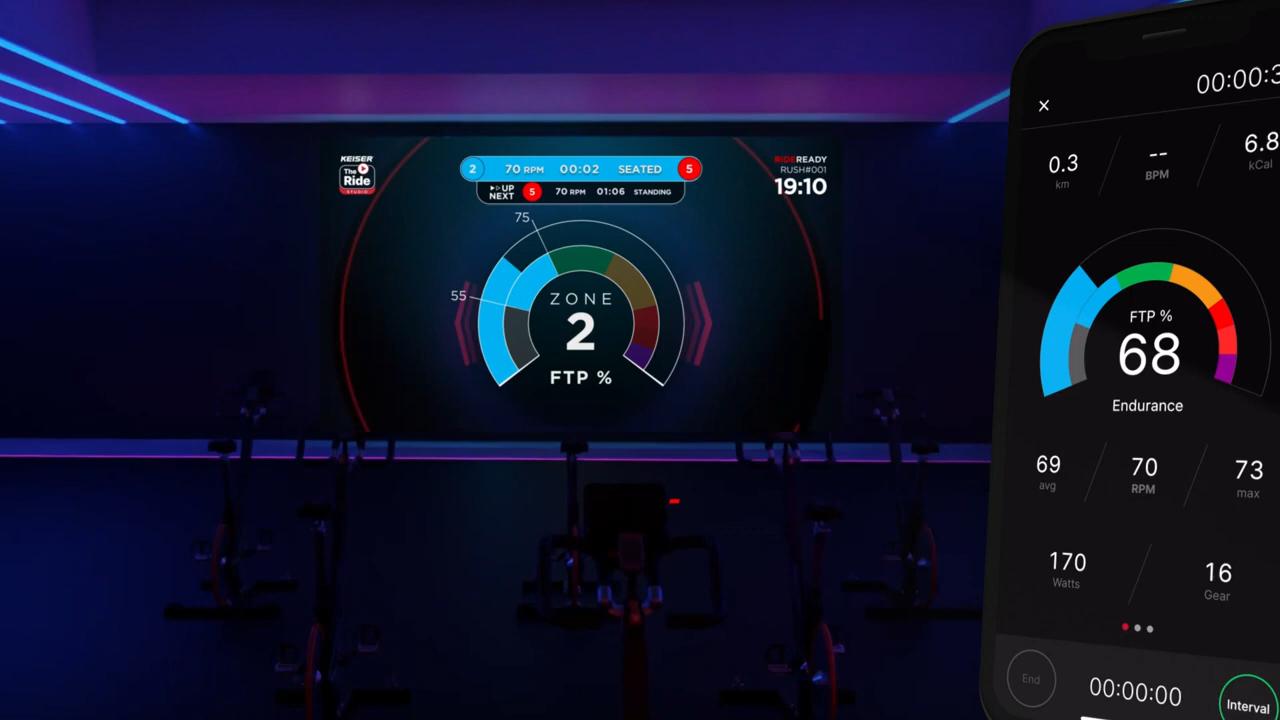 KEISER
The
Ride
STUDIO
2 70 RPM 00:02 SEATED 5
UP NEXT 5 70 RPM 01:06 STANDING
RIDEREADY
RUSH#001
19:10
75
55
ZONE
2
FTP %
00:00:3
×
0.3 km
-- BPM
6.8 kCal
FTP %
68
Endurance
69 avg
70 RPM
73 max
170 Watts
16 Gear
End
00:00:00
Interval